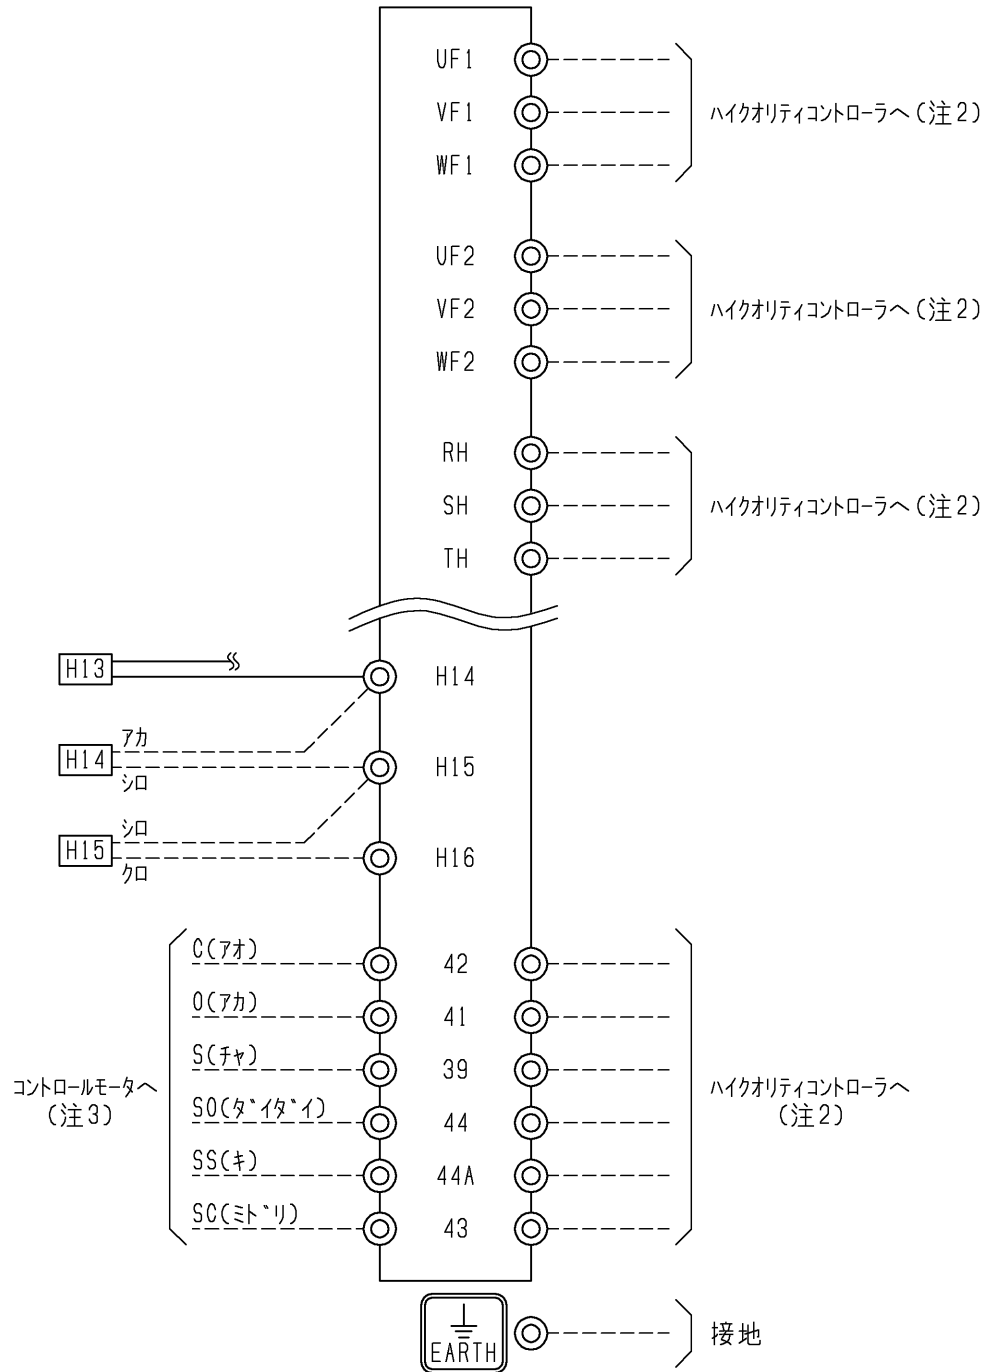 UF1
VF1
WF1
ハイクオリティコントローラへ(注2)
UF2
VF2
WF2
ハイクオリティコントローラへ(注2)
RH
SH
TH
ハイクオリティコントローラへ(注2)
H13
H14
H14
アカ
シロ
H15
H15
シロ
クロ
H16
コントロールモータへ
(注3)
C(アオ)
O(アカ)
S(チャ)
SO(ダイダイ)
SS(キ)
SC(ミドリ)
42
41
39
44
44A
43
ハイクオリティコントローラへ
(注2)
EARTH
接地